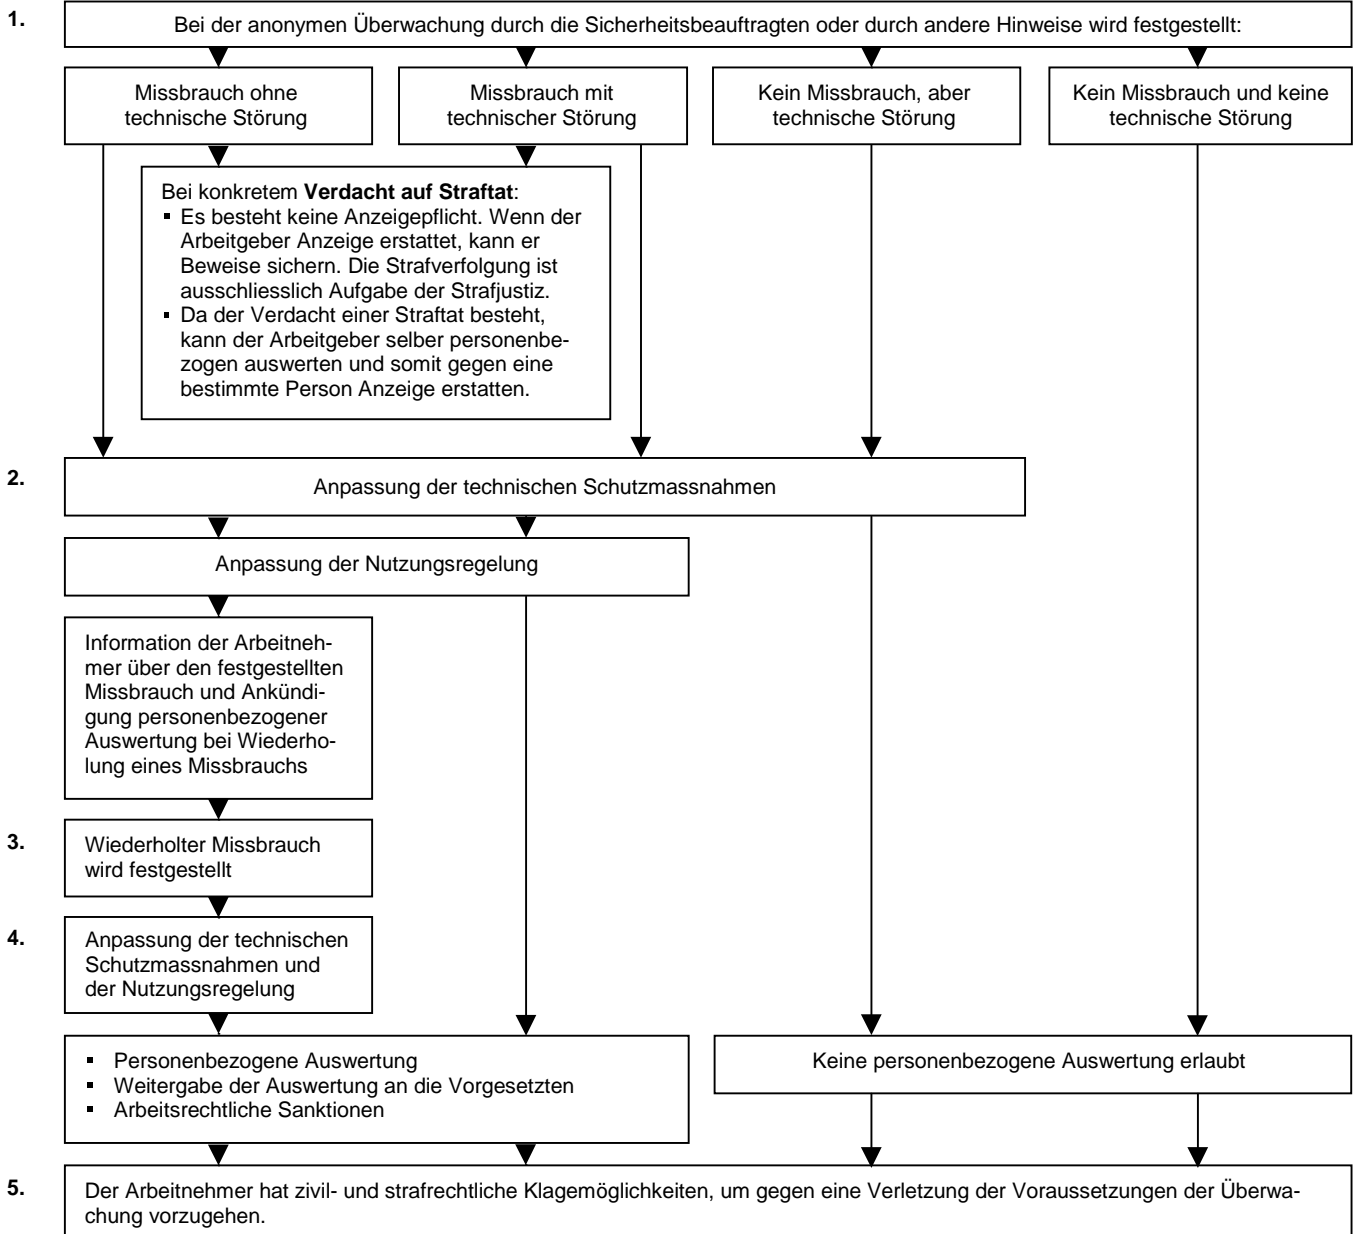 1.
Bei der anonymen Überwachung durch die Sicherheitsbeauftragten oder durch andere Hinweise wird festgestellt:
Missbrauch ohne
technische Störung
Missbrauch mit
technischer Störung
Kein Missbrauch, aber
technische Störung
Kein Missbrauch und keine
technische Störung
Bei konkretem Verdacht auf Straftat:
▪ Es besteht keine Anzeigepflicht. Wenn der
Arbeitgeber Anzeige erstattet, kann er
Beweise sichern. Die Strafverfolgung ist
ausschliesslich Aufgabe der Strafjustiz.
▪ Da der Verdacht einer Straftat besteht,
kann der Arbeitgeber selber personenbe-
zogen auswerten und somit gegen eine
bestimmte Person Anzeige erstatten.
2.
Anpassung der technischen Schutzmassnahmen
Anpassung der Nutzungsregelung
Information der Arbeitneh-
mer über den festgestellten
Missbrauch und Ankündi-
gung personenbezogener
Auswertung bei Wiederho-
lung eines Missbrauchs
3.
Wiederholter Missbrauch
wird festgestellt
4.
Anpassung der technischen
Schutzmassnahmen und
der Nutzungsregelung
▪ Personenbezogene Auswertung
▪ Weitergabe der Auswertung an die Vorgesetzten
▪ Arbeitsrechtliche Sanktionen
Keine personenbezogene Auswertung erlaubt
5.
Der Arbeitnehmer hat zivil- und strafrechtliche Klagemöglichkeiten, um gegen eine Verletzung der Voraussetzungen der Überwa-
chung vorzugehen.